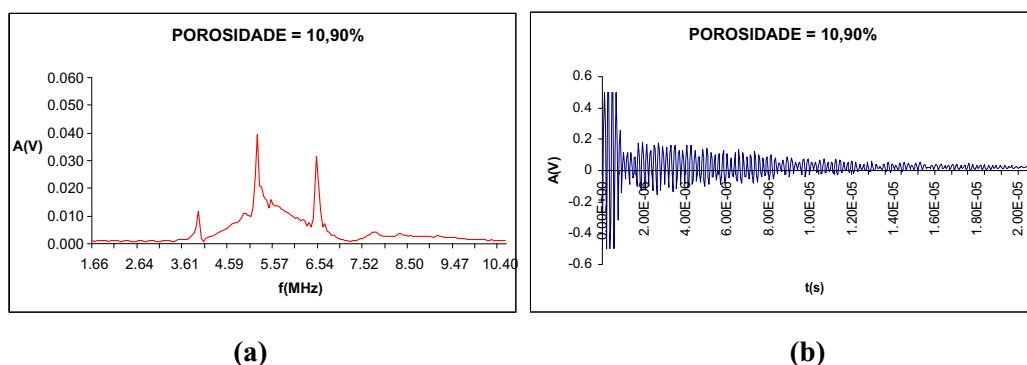 POROSIDADE = 10,90%
0.060
0.050
0.040
A(V)
0.030
0.020
0.010
0.000
1.66 2.64 3.61 4.59 5.57 6.54 7.52 8.50 9.47 10.40
f(MHz)
(a)
POROSIDADE = 10,90%
0.6
0.4
0.2
A(V)
0
-0.2
-0.4
-0.6
0.00E+00 2.00E-06 4.00E-06 6.00E-06 8.00E-06 1.00E-05 1.20E-05 1.40E-05 1.60E-05 1.80E-05 2.00E-05
t(s)
(b)